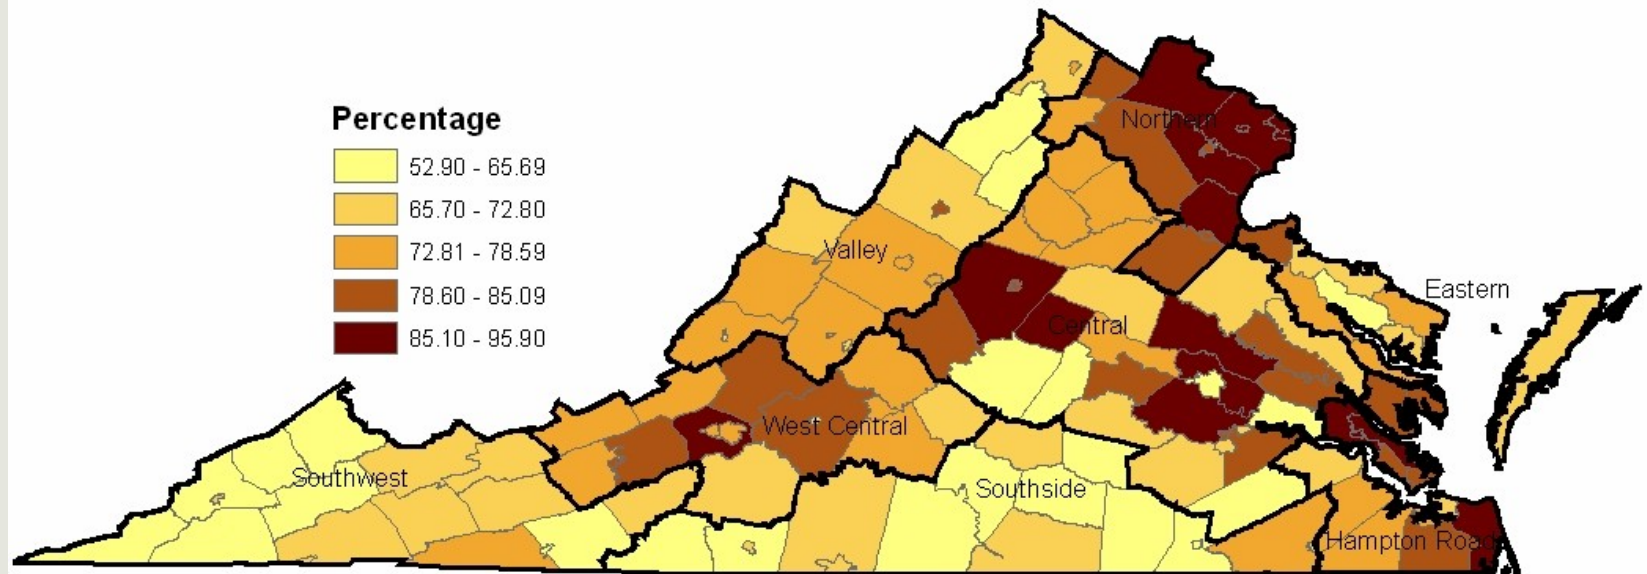 Percentage
52.90 - 65.69
65.70 - 72.80
72.81 - 78.59
78.60 - 85.09
85.10 - 95.90
Northern
Valley
Eastern
Central
West Central
Southwest
Southside
Hampton Roads